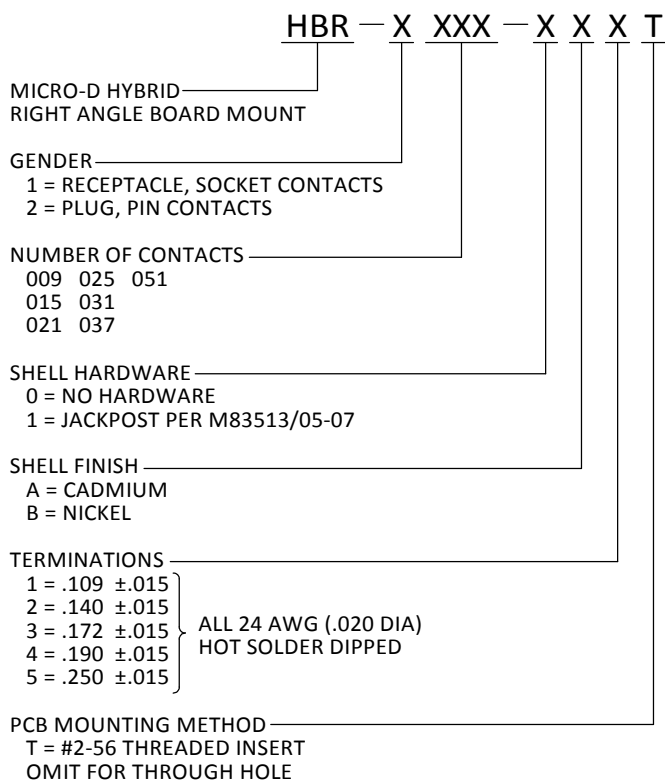 HBR — X XXX — X X X T
MICRO-D HYBRID
RIGHT ANGLE BOARD MOUNT
GENDER
1 = RECEPTACLE, SOCKET CONTACTS
2 = PLUG, PIN CONTACTS
NUMBER OF CONTACTS
009 025 051
015 031
021 037
SHELL HARDWARE
0 = NO HARDWARE
1 = JACKPOST PER M83513/05-07
SHELL FINISH
A = CADMIUM
B = NICKEL
TERMINATIONS
1 = .109 ±.015
2 = .140 ±.015
3 = .172 ±.015
4 = .190 ±.015
5 = .250 ±.015
ALL 24 AWG (.020 DIA)
HOT SOLDER DIPPED
PCB MOUNTING METHOD
T = #2-56 THREADED INSERT
OMIT FOR THROUGH HOLE